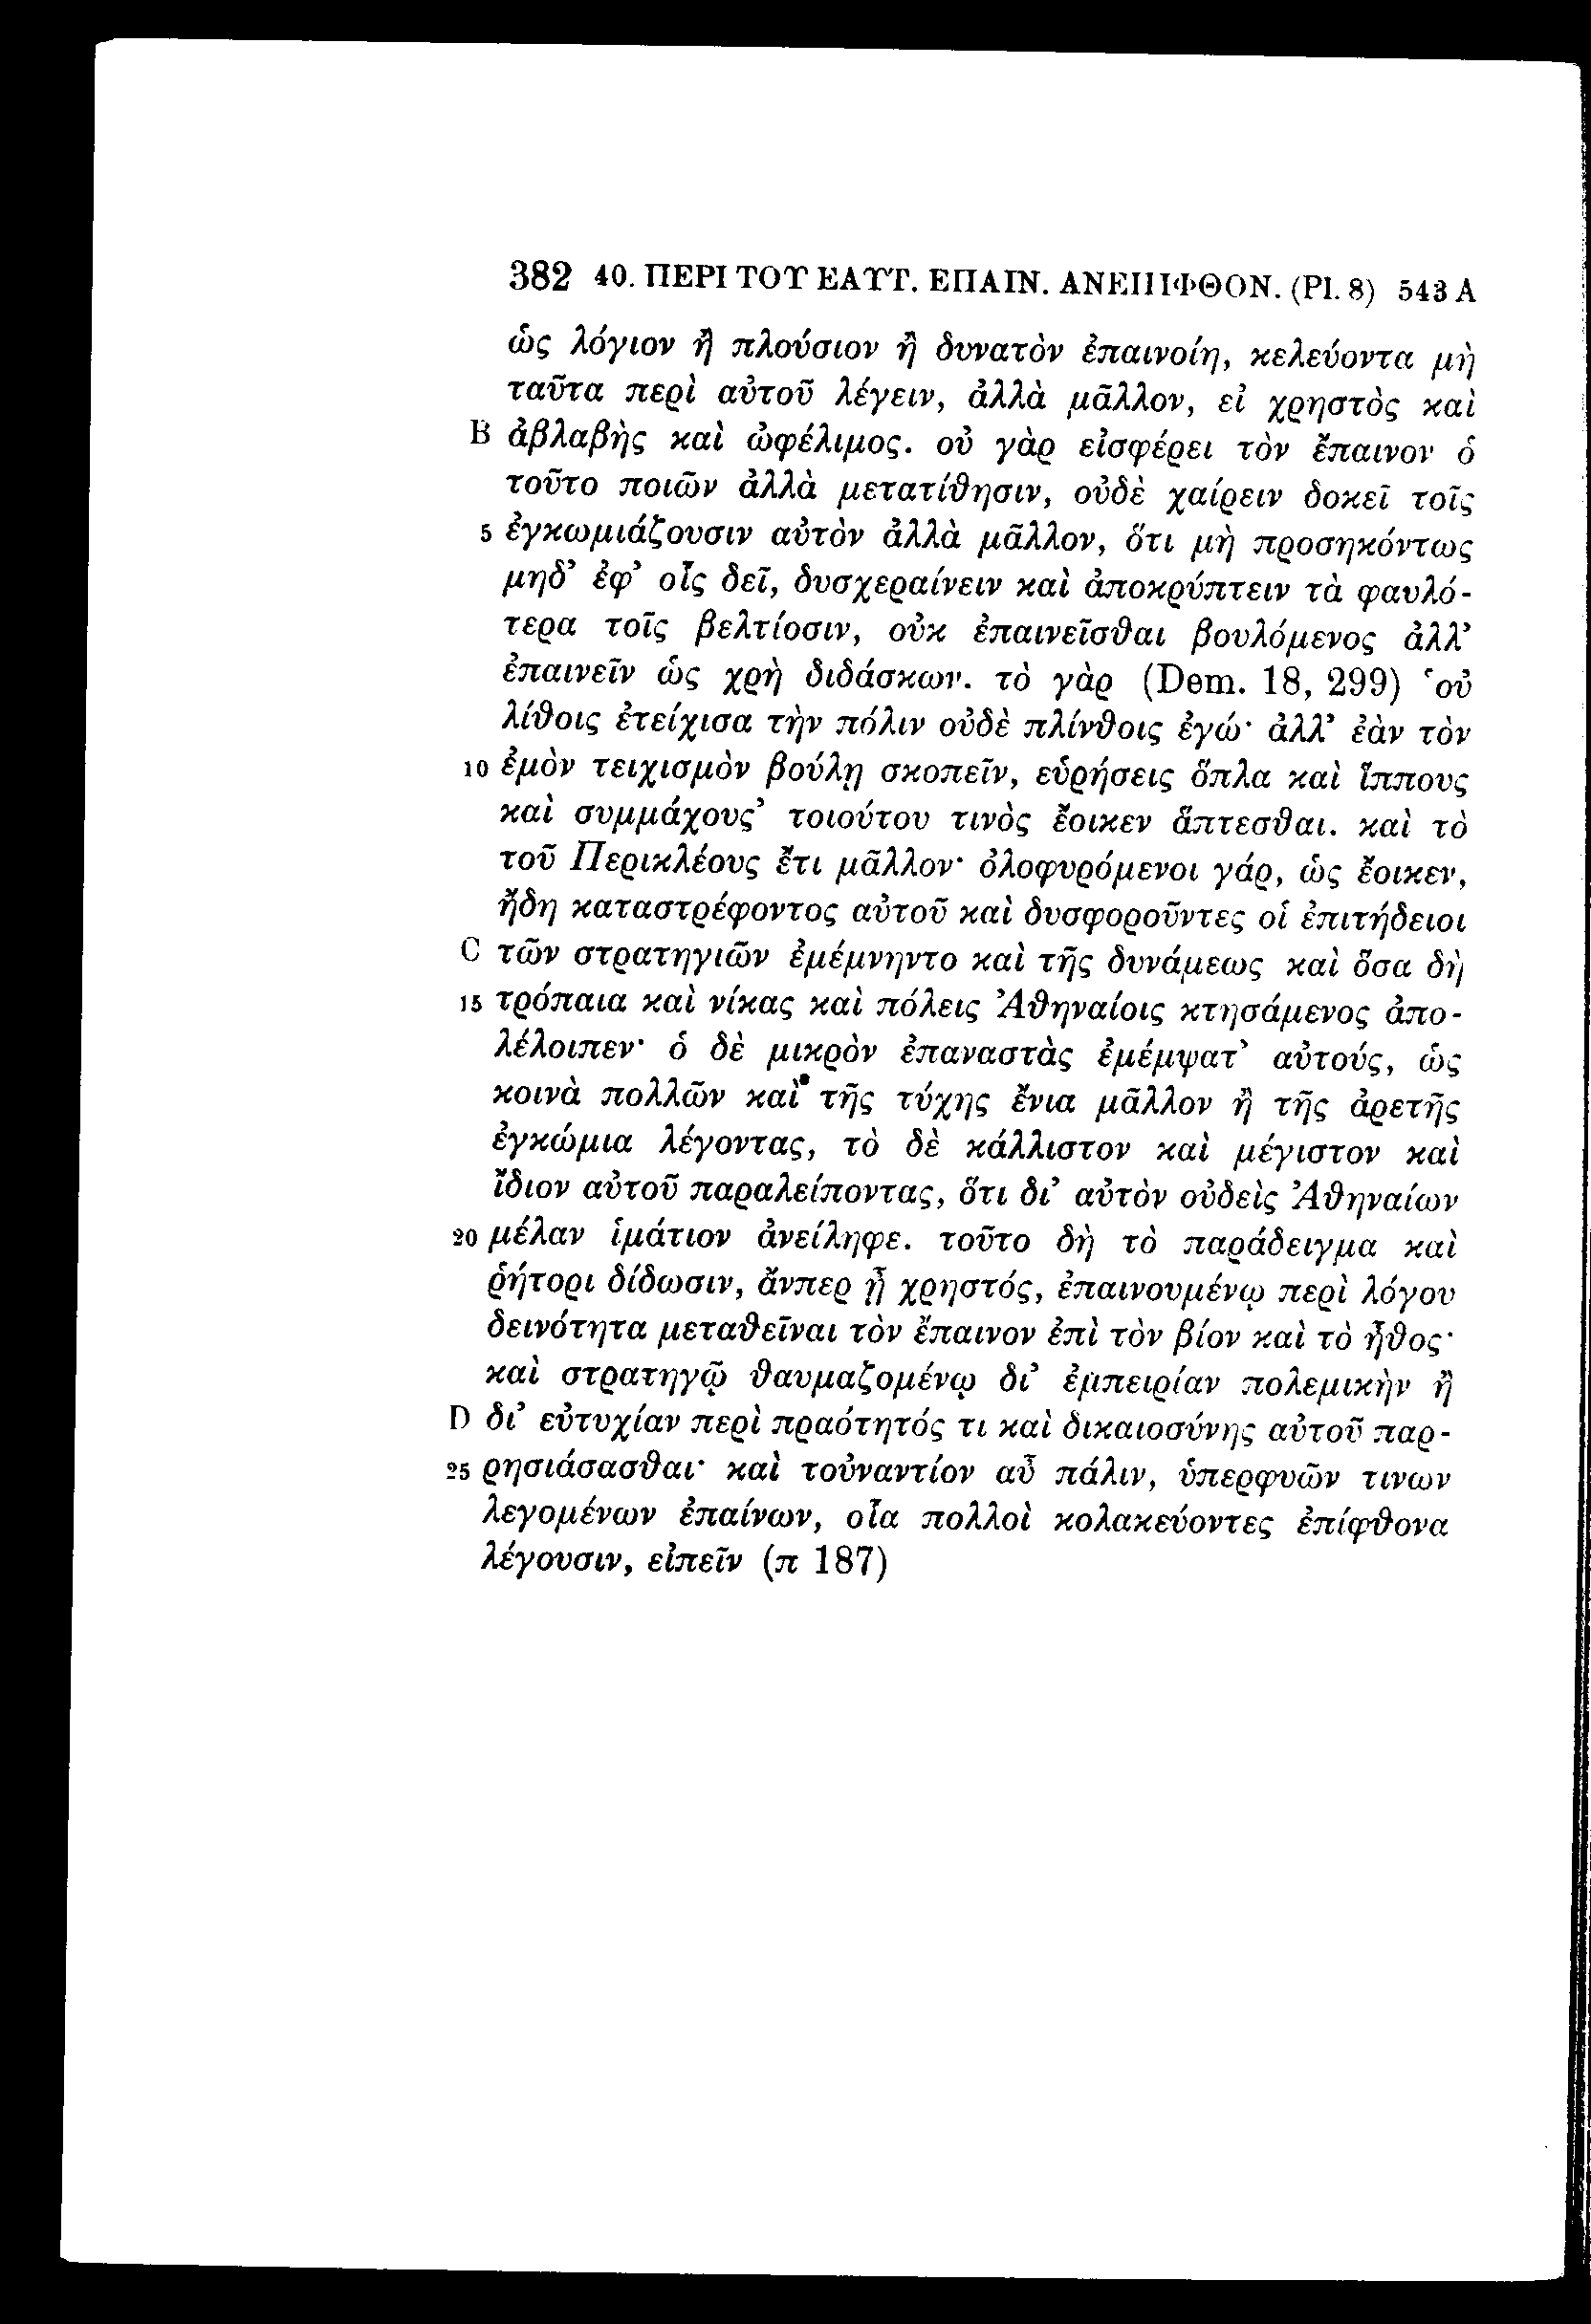 382 40. ΠΕΡΙ ΤΟΥ ΕΑΥΤ. ΕΠΑΙΝ. ΑΝΕΠΙΦΘΟΝ. (Pl. 8) 543 A
ὡς λόγιον ἢ πλούσιον ἢ δυνατὸν ἐπαινοίη, κελεύοντα μὴ
ταῦτα περὶ αὐτοῦ λέγειν, ἀλλὰ μᾶλλον, εἰ χρηστὸς καὶ
B ἀβλαβὴς καὶ ὠφέλιμος. οὐ γὰρ εἰσφέρει τὸν ἔπαινον ὁ
τοῦτο ποιῶν ἀλλὰ μετατίθησιν, οὐδὲ χαίρειν δοκεῖ τοῖς
5 ἐγκωμιάζουσιν αὐτὸν ἀλλὰ μᾶλλον, ὅτι μὴ προσηκόντως
μηδ’ ἐφ’ οἷς δεῖ, δυσχεραίνειν καὶ ἀποκρύπτειν τὰ φαυλό-
τερα τοῖς βελτίοσιν, οὐκ ἐπαινεῖσθαι βουλόμενος ἀλλ’
ἐπαινεῖν ὡς χρὴ διδάσκων. τὸ γὰρ (Dem. 18, 299) ‘οὐ
λίθοις ἐτείχισα τὴν πόλιν οὐδὲ πλίνθοις ἐγώ· ἀλλ’ ἐὰν τὸν
10 ἐμὸν τειχισμὸν βούλῃ σκοπεῖν, εὑρήσεις ὅπλα καὶ ἵππους
καὶ συμμάχους’ τοιούτου τινὸς ἔοικεν ἅπτεσθαι. καὶ τὸ
τοῦ Περικλέους ἔτι μᾶλλον· ὀλοφυρόμενοι γάρ, ὡς ἔοικεν,
ἤδη καταστρέφοντος αὐτοῦ καὶ δυσφοροῦντες οἱ ἐπιτήδειοι
C τῶν στρατηγιῶν ἐμέμνηντο καὶ τῆς δυνάμεως καὶ ὅσα δὴ
15 τρόπαια καὶ νίκας καὶ πόλεις Ἀθηναίοις κτησάμενος ἀπο-
λέλοιπεν· ὁ δὲ μικρὸν ἐπαναστὰς ἐμέμψατ’ αὐτούς, ὡς
κοινὰ πολλῶν καὶ τῆς τύχης ἔνια μᾶλλον ἢ τῆς ἀρετῆς
ἐγκώμια λέγοντας, τὸ δὲ κάλλιστον καὶ μέγιστον καὶ
ἴδιον αὐτοῦ παραλείποντας, ὅτι δι’ αὐτὸν οὐδεὶς Ἀθηναίων
20 μέλαν ἱμάτιον ἀνείληφε. τοῦτο δὴ τὸ παράδειγμα καὶ
ῥήτορι δίδωσιν, ἄνπερ ᾖ χρηστός, ἐπαινουμένῳ περὶ λόγου
δεινότητα μεταθεῖναι τὸν ἔπαινον ἐπὶ τὸν βίον καὶ τὸ ἦθος·
καὶ στρατηγῷ θαυμαζομένῳ δι’ ἐμπειρίαν πολεμικὴν ἢ
D δι’ εὐτυχίαν περὶ πραότητός τι καὶ δικαιοσύνης αὐτοῦ παρ-
25 ρησιάσασθαι· καὶ τοὐναντίον αὖ πάλιν, ὑπερφυῶν τινων
λεγομένων ἐπαίνων, οἷα πολλοὶ κολακεύοντες ἐπίφθονα
λέγουσιν, εἰπεῖν (π 187)